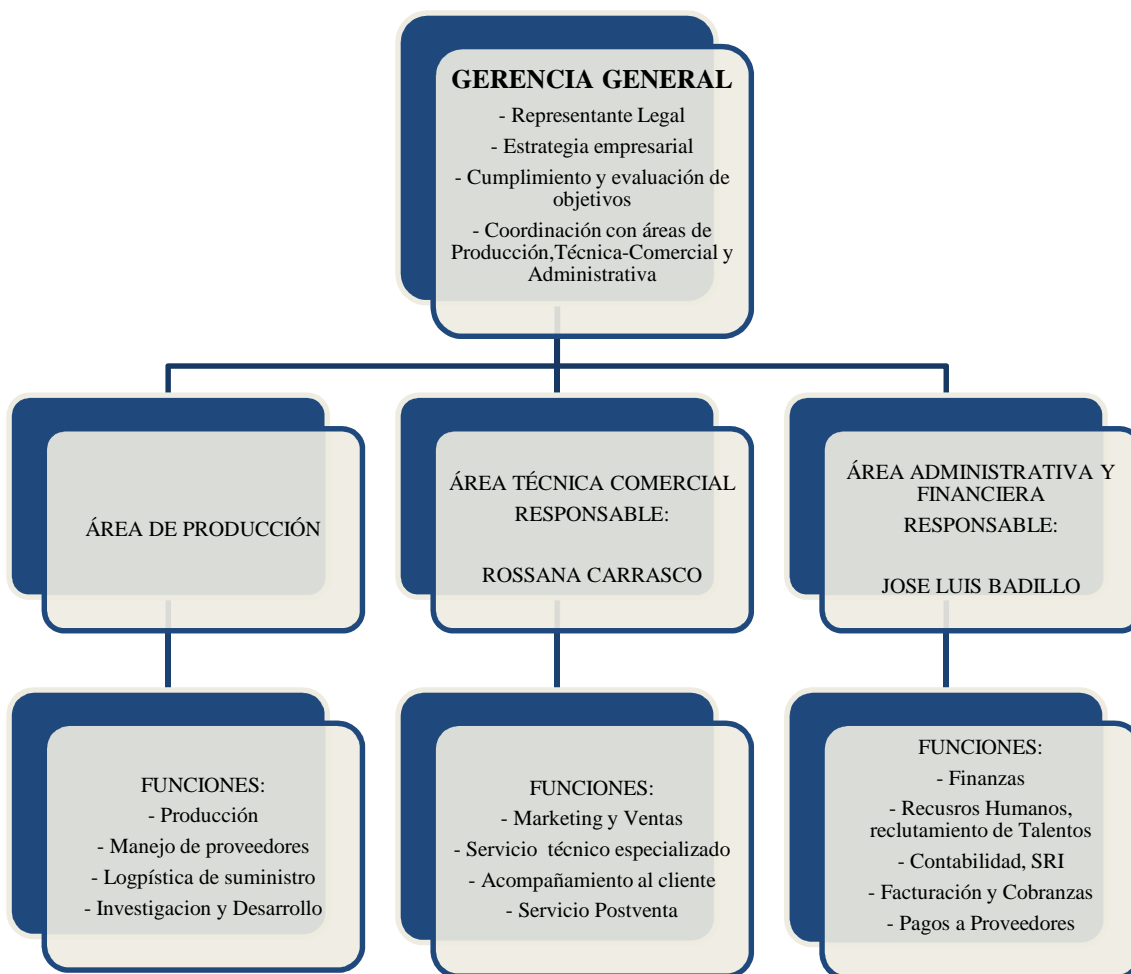 GERENCIA GENERAL
- Representante Legal
- Estrategia empresarial
- Cumplimiento y evaluación de
objetivos
- Coordinación con áreas de
Producción,Técnica-Comercial y
Administrativa
ÁREA DE PRODUCCIÓN
ÁREA TÉCNICA COMERCIAL
RESPONSABLE:
ROSSANA CARRASCO
ÁREA ADMINISTRATIVA Y
FINANCIERA
RESPONSABLE:
JOSE LUIS BADILLO
FUNCIONES:
- Producción
- Manejo de proveedores
- Logpística de suministro
- Investigacion y Desarrollo
FUNCIONES:
- Marketing y Ventas
- Servicio técnico especializado
- Acompañamiento al cliente
- Servicio Postventa
FUNCIONES:
- Finanzas
- Recusros Humanos,
reclutamiento de Talentos
- Contabilidad, SRI
- Facturación y Cobranzas
- Pagos a Proveedores